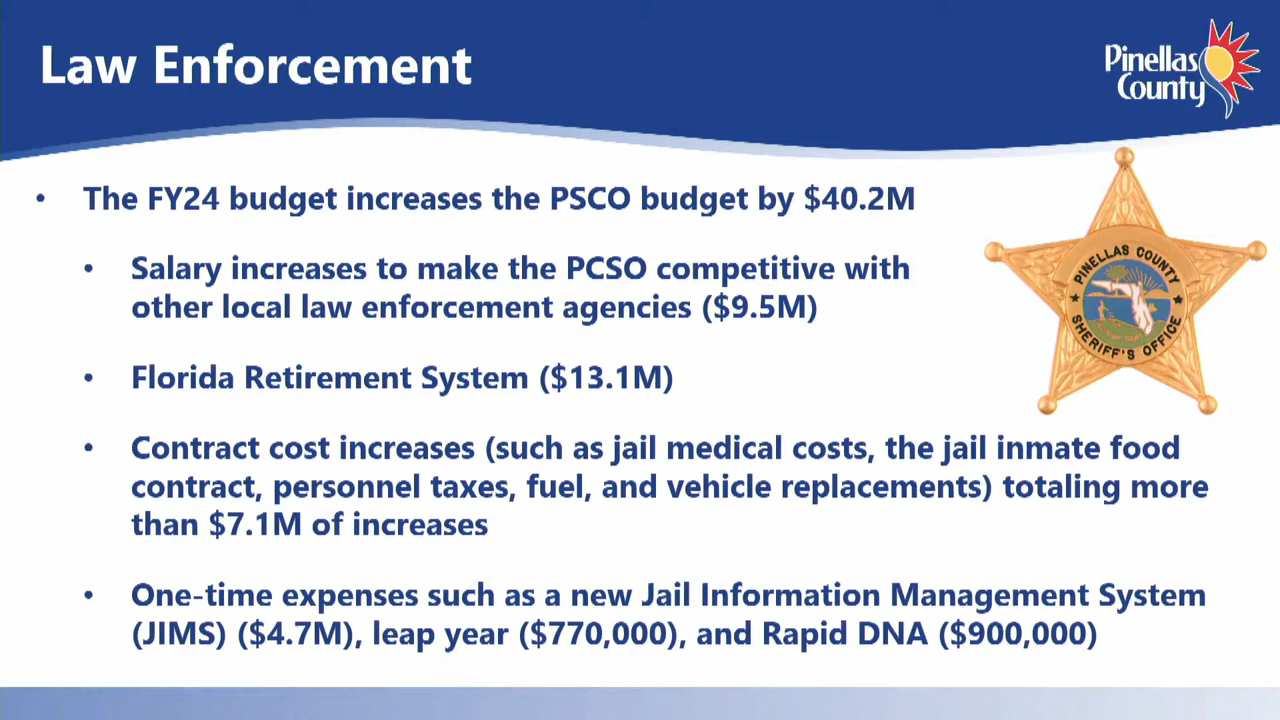 Law Enforcement
Pinellas
County
• The FY24 budget increases the PSCO budget by $40.2M
• Salary increases to make the PCSO competitive with
other local law enforcement agencies ($9.5M)
PINELLAS COUNTY
SHERIFF'S OFFICE
• Florida Retirement System ($13.1M)
• Contract cost increases (such as jail medical costs, the jail inmate food
contract, personnel taxes, fuel, and vehicle replacements) totaling more
than $7.1M of increases
• One-time expenses such as a new Jail Information Management System
(JIMS) ($4.7M), leap year ($770,000), and Rapid DNA ($900,000)